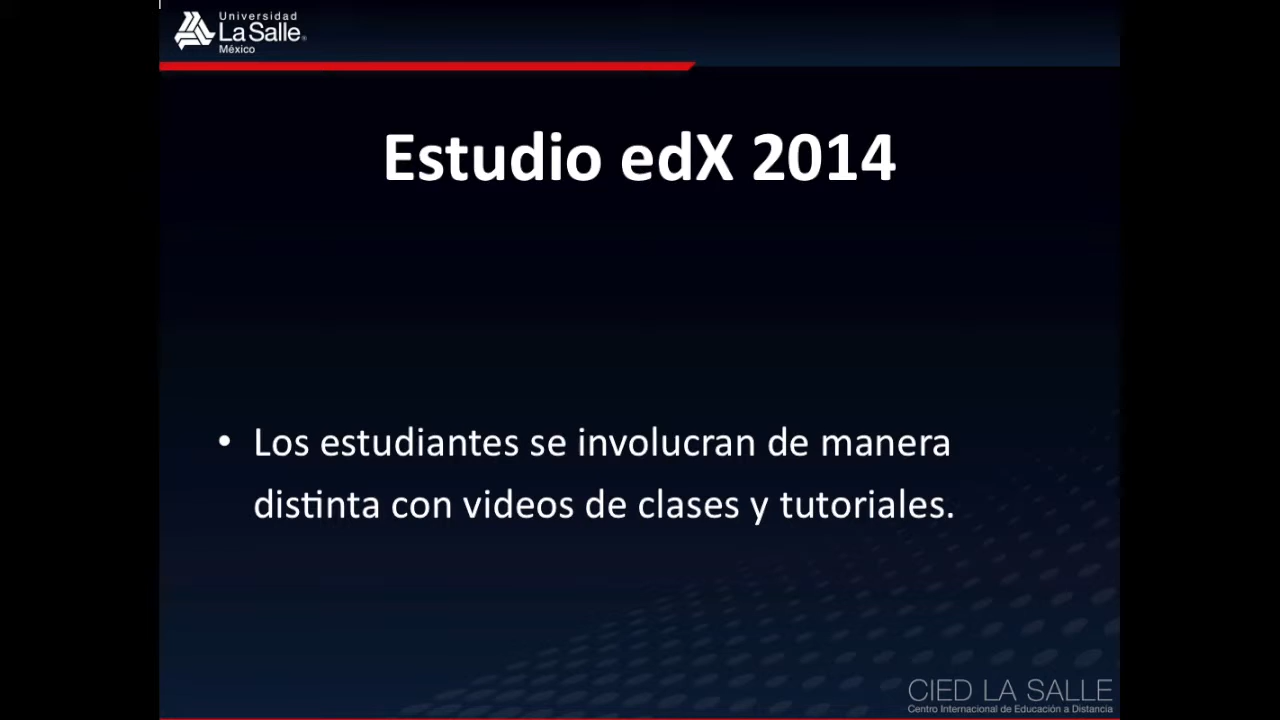 Universidad
La Salle®
México
Estudio edX 2014
• Los estudiantes se involucran de manera
distinta con videos de clases y tutoriales.
CIED LA SALLE
Centro Internacional de Educación a Distancia